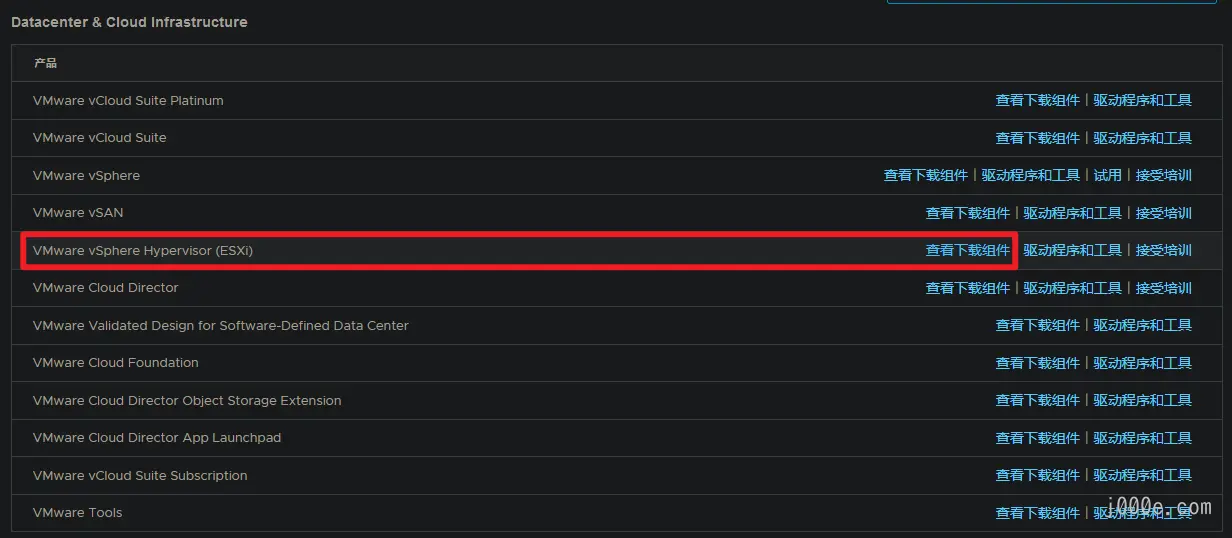 Datacenter & Cloud Infrastructure
产品
VMware vCloud Suite Platinum 查看下载组件 | 驱动程序和工具
VMware vCloud Suite 查看下载组件 | 驱动程序和工具
VMware vSphere 查看下载组件 | 驱动程序和工具 | 试用 | 接受培训
VMware vSAN 查看下载组件 | 驱动程序和工具 | 接受培训
VMware vSphere Hypervisor (ESXi) 查看下载组件 | 驱动程序和工具 | 接受培训
VMware Cloud Director 查看下载组件 | 驱动程序和工具 | 接受培训
VMware Validated Design for Software-Defined Data Center 查看下载组件 | 驱动程序和工具
VMware Cloud Foundation 查看下载组件 | 驱动程序和工具
VMware Cloud Director Object Storage Extension 查看下载组件 | 驱动程序和工具
VMware Cloud Director App Launchpad 查看下载组件 | 驱动程序和工具
VMware vCloud Suite Subscription 查看下载组件 | 驱动程序和工具
VMware Tools 查看下载组件 | 驱动程序和工具
j000e.com